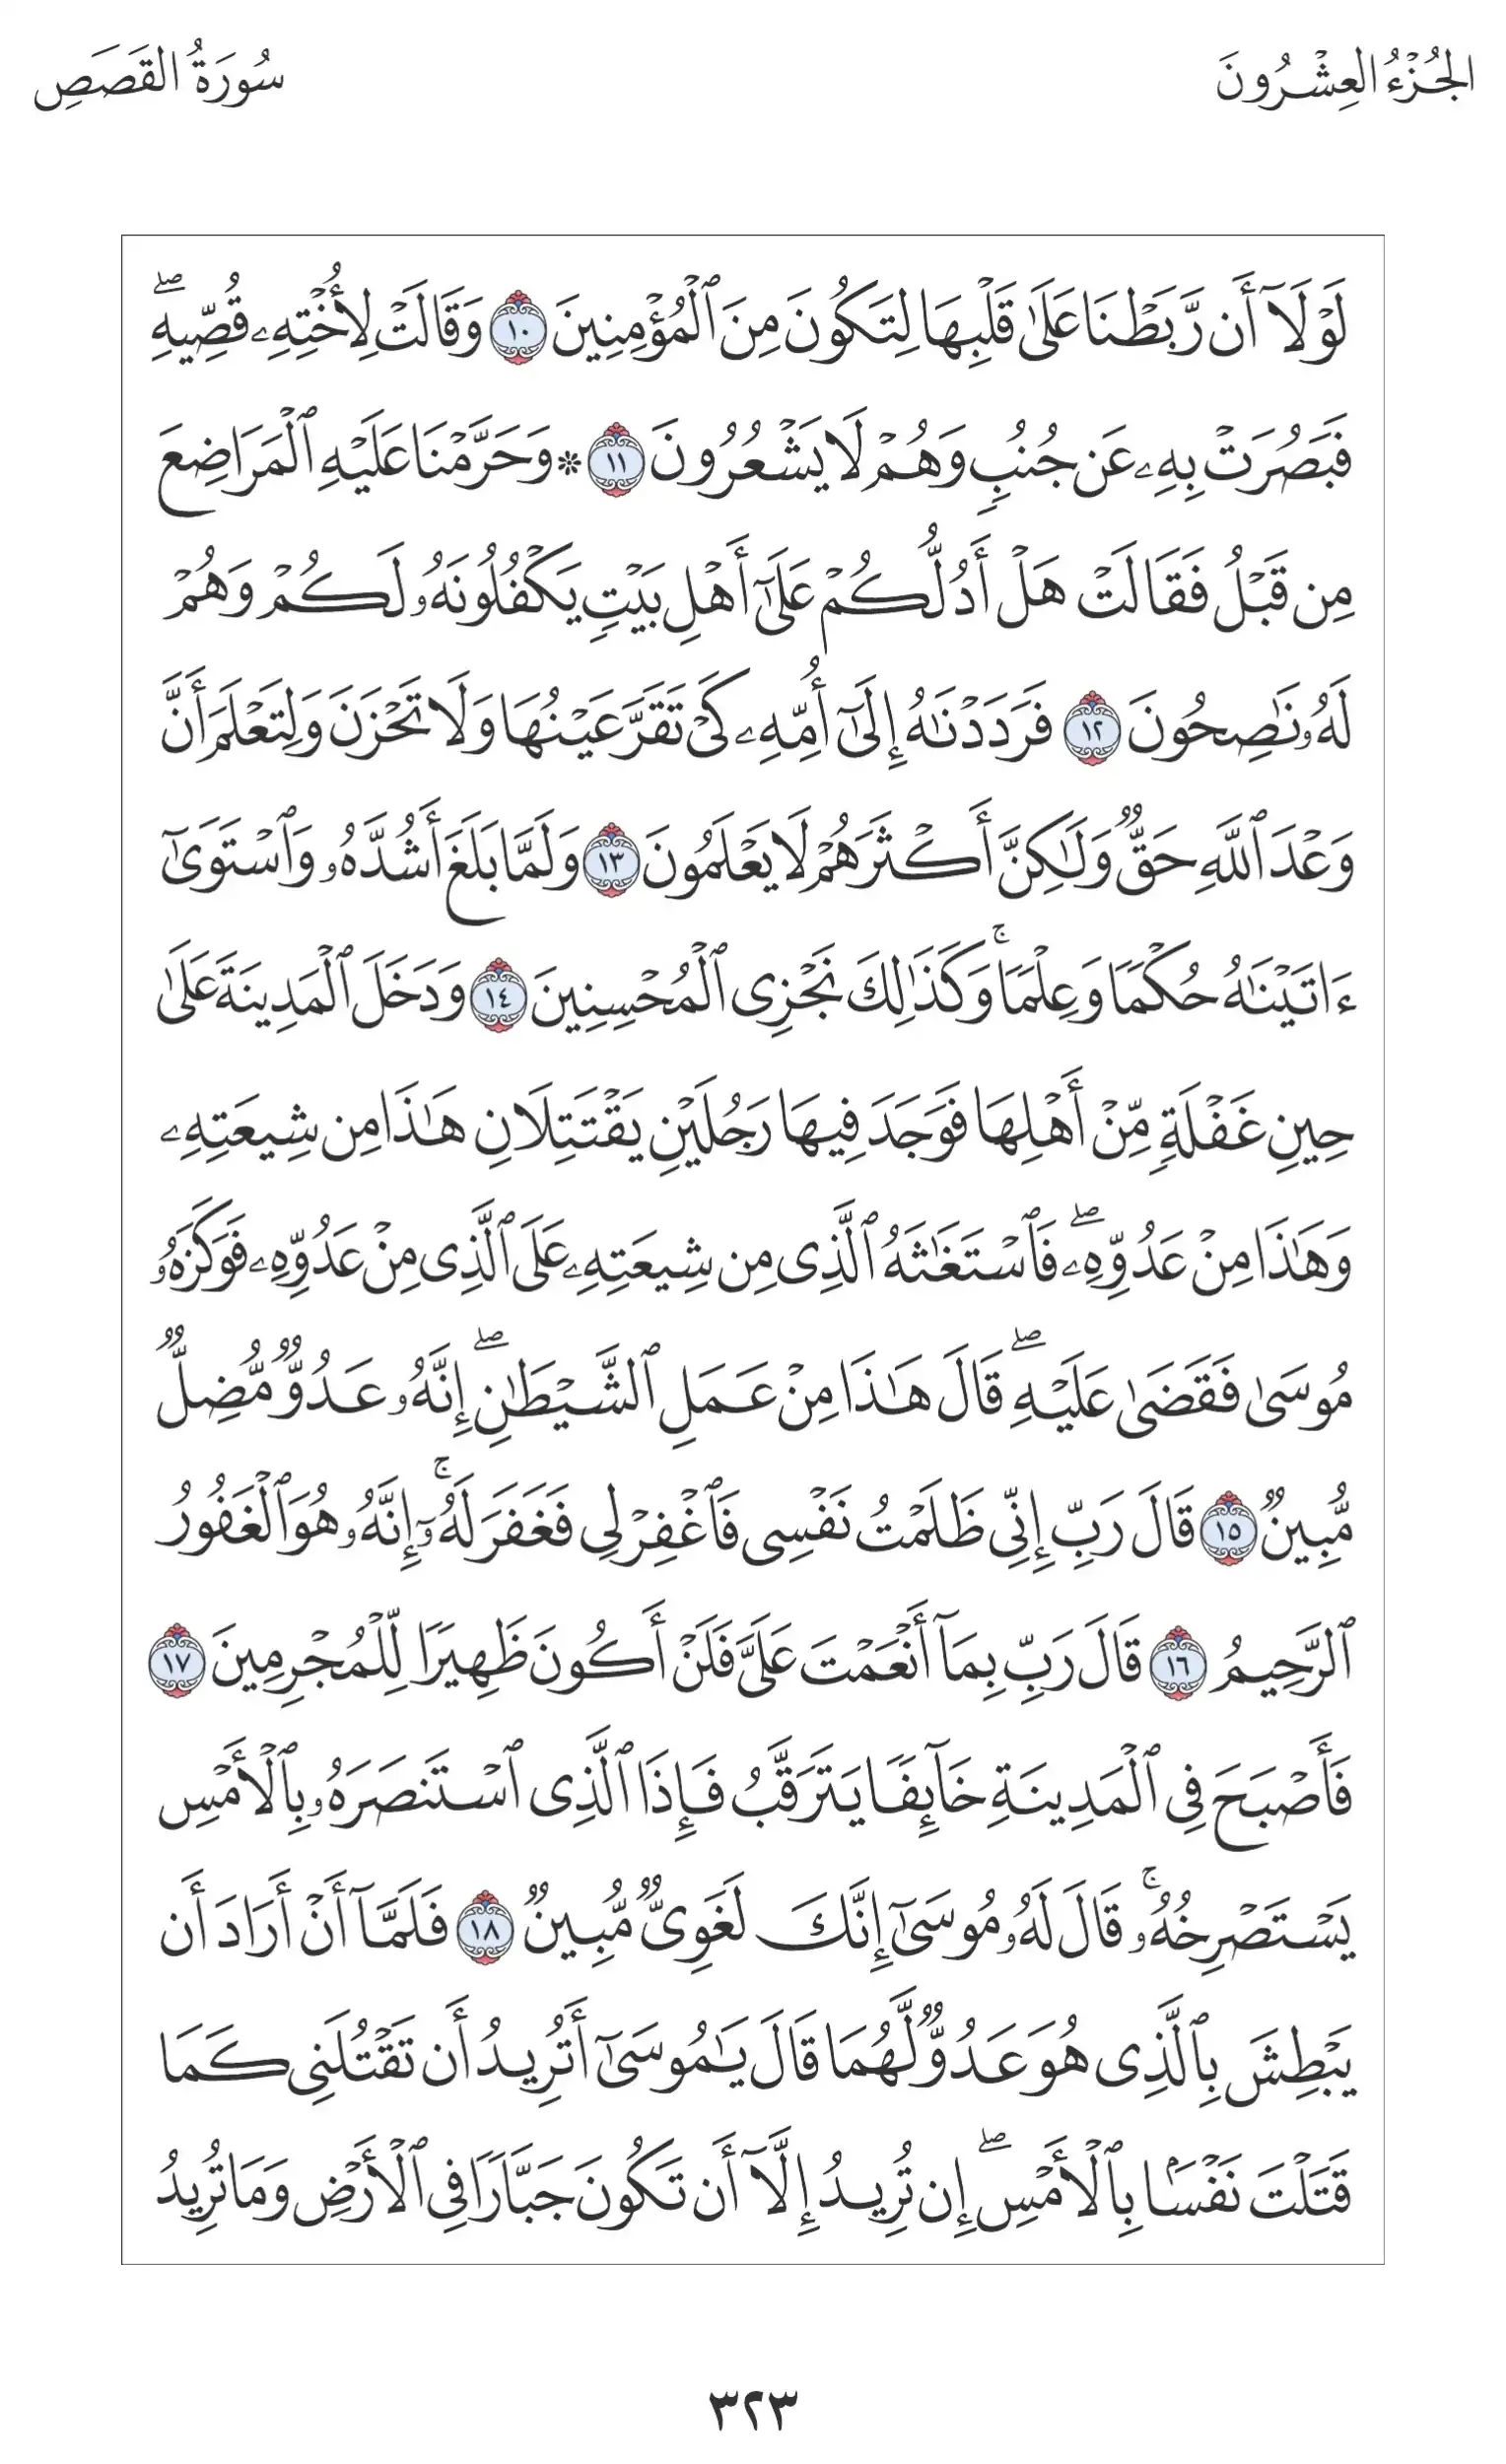 الجُزْءُ العِشْرُونَ سُورَةُ القَصَصِ
لَوْلَآ أَن رَّبَطْنَا عَلَىٰ قَلْبِهَا لِتَكُونَ مِنَ ٱلْمُؤْمِنِينَ ١٠ وَقَالَتْ لِأُخْتِهِۦ قُصِّيهِۖ
فَبَصُرَتْ بِهِۦ عَن جُنُبٍ وَهُمْ لَا يَشْعُرُونَ ١١ ۞ وَحَرَّمْنَا عَلَيْهِ ٱلْمَرَاضِعَ
مِن قَبْلُ فَقَالَتْ هَلْ أَدُلُّكُمْ عَلَىٰٓ أَهْلِ بَيْتٍ يَكْفُلُونَهُۥ لَكُمْ وَهُمْ
لَهُۥ نَٰصِحُونَ ١٢ فَرَدَدْنَٰهُ إِلَىٰٓ أُمِّهِۦ كَىْ تَقَرَّ عَيْنُهَا وَلَا تَحْزَنَ وَلِتَعْلَمَ أَنَّ
وَعْدَ ٱللَّهِ حَقٌّ وَلَٰكِنَّ أَكْثَرَهُمْ لَا يَعْلَمُونَ ١٣ وَلَمَّا بَلَغَ أَشُدَّهُۥ وَٱسْتَوَىٰٓ
ءَاتَيْنَٰهُ حُكْمًا وَعِلْمًاۚ وَكَذَٰلِكَ نَجْزِى ٱلْمُحْسِنِينَ ١٤ وَدَخَلَ ٱلْمَدِينَةَ عَلَىٰ
حِينِ غَفْلَةٍ مِّنْ أَهْلِهَا فَوَجَدَ فِيهَا رَجُلَيْنِ يَقْتَتِلَانِ هَٰذَا مِن شِيعَتِهِۦ
وَهَٰذَا مِنْ عَدُوِّهِۦۖ فَٱسْتَغَٰثَهُ ٱلَّذِى مِن شِيعَتِهِۦ عَلَى ٱلَّذِى مِنْ عَدُوِّهِۦ فَوَكَزَهُۥ
مُوسَىٰ فَقَضَىٰ عَلَيْهِۖ قَالَ هَٰذَا مِنْ عَمَلِ ٱلشَّيْطَٰنِۖ إِنَّهُۥ عَدُوٌّ مُّضِلٌّ
مُّبِينٌ ١٥ قَالَ رَبِّ إِنِّى ظَلَمْتُ نَفْسِى فَٱغْفِرْ لِى فَغَفَرَ لَهُۥٓۚ إِنَّهُۥ هُوَ ٱلْغَفُورُ
ٱلرَّحِيمُ ١٦ قَالَ رَبِّ بِمَآ أَنْعَمْتَ عَلَىَّ فَلَنْ أَكُونَ ظَهِيرًا لِّلْمُجْرِمِينَ ١٧
فَأَصْبَحَ فِى ٱلْمَدِينَةِ خَآئِفًا يَتَرَقَّبُ فَإِذَا ٱلَّذِى ٱسْتَنصَرَهُۥ بِٱلْأَمْسِ
يَسْتَصْرِخُهُۥۚ قَالَ لَهُۥ مُوسَىٰٓ إِنَّكَ لَغَوِىٌّ مُّبِينٌ ١٨ فَلَمَّآ أَنْ أَرَادَ أَن
يَبْطِشَ بِٱلَّذِى هُوَ عَدُوٌّ لَّهُمَا قَالَ يَٰمُوسَىٰٓ أَتُرِيدُ أَن تَقْتُلَنِى كَمَا
قَتَلْتَ نَفْسًۢا بِٱلْأَمْسِۖ إِن تُرِيدُ إِلَّآ أَن تَكُونَ جَبَّارًا فِى ٱلْأَرْضِ وَمَا تُرِيدُ
٣٢٣